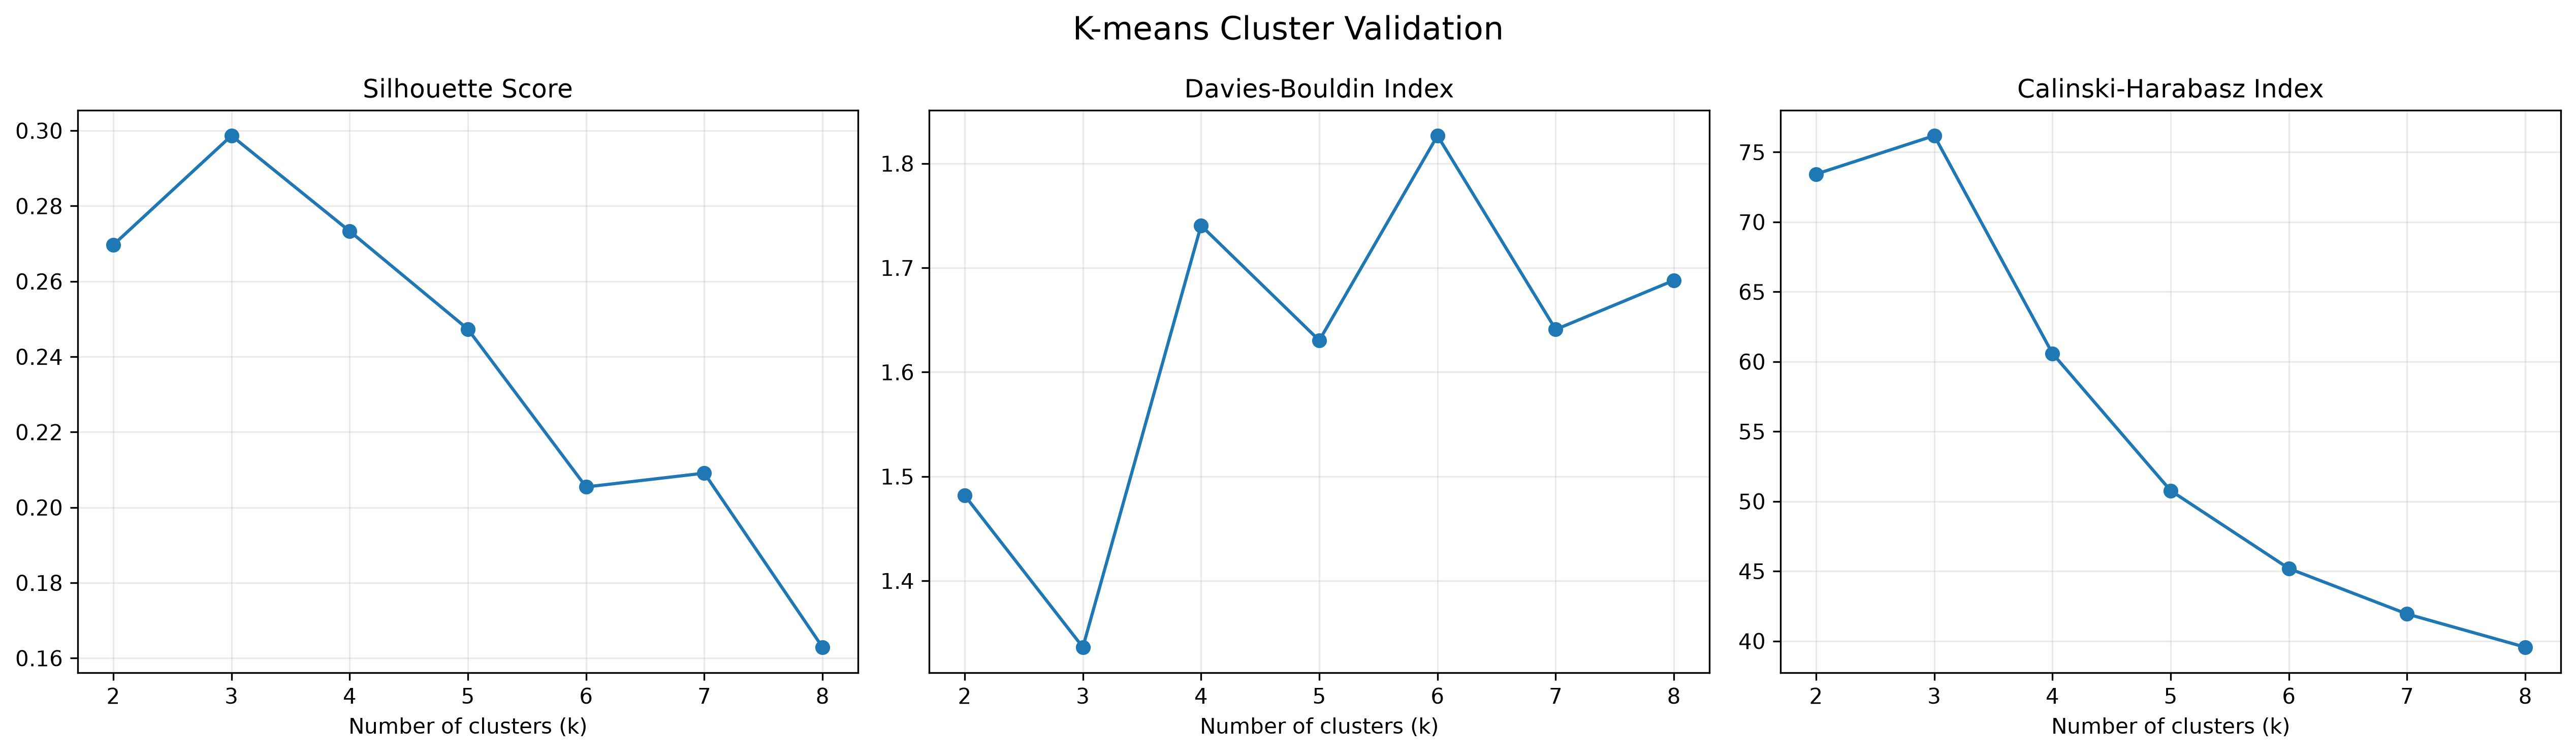 K-means Cluster Validation
Silhouette Score
0.30
0.28
0.26
0.24
0.22
0.20
0.18
0.16
2 3 4 5 6 7 8
Number of clusters (k)
Davies-Bouldin Index
1.8
1.7
1.6
1.5
1.4
2 3 4 5 6 7 8
Number of clusters (k)
Calinski-Harabasz Index
75
70
65
60
55
50
45
40
2 3 4 5 6 7 8
Number of clusters (k)